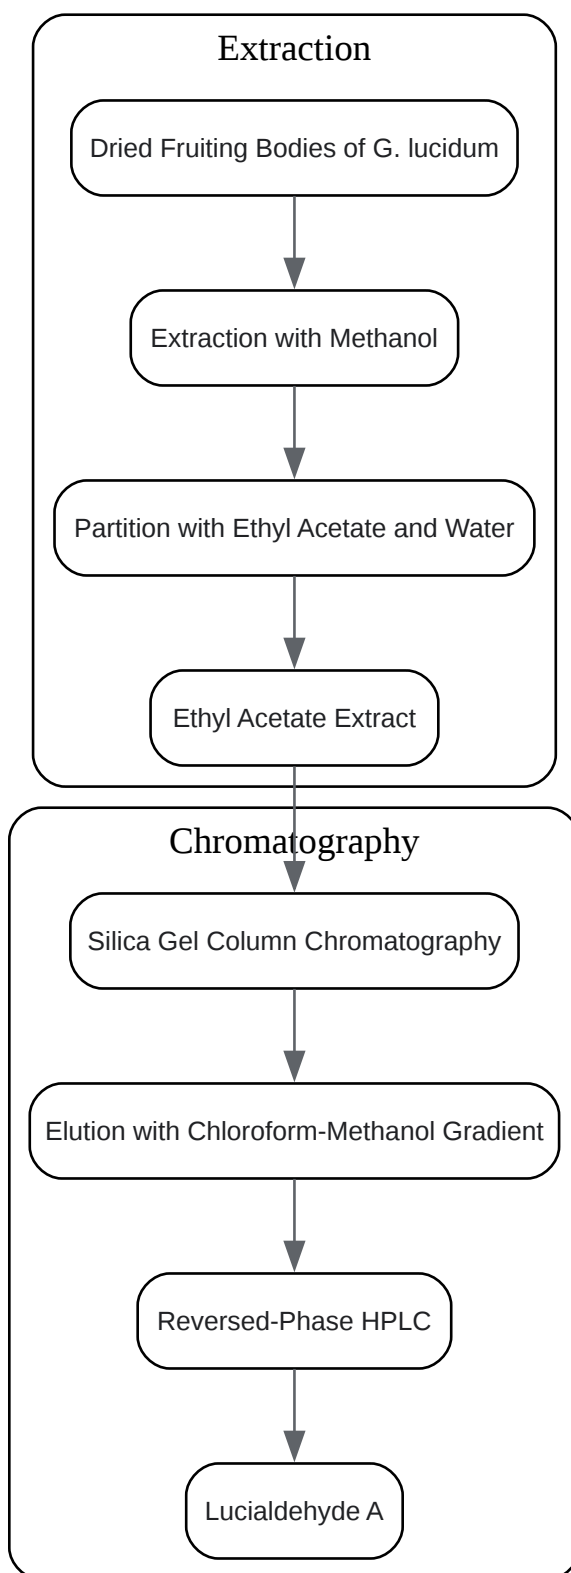 Extraction
Dried Fruiting Bodies of G. lucidum
Extraction with Methanol
Partition with Ethyl Acetate and Water
Ethyl Acetate Extract
Chromatography
Silica Gel Column Chromatography
Elution with Chloroform-Methanol Gradient
Reversed-Phase HPLC
Lucialdehyde A